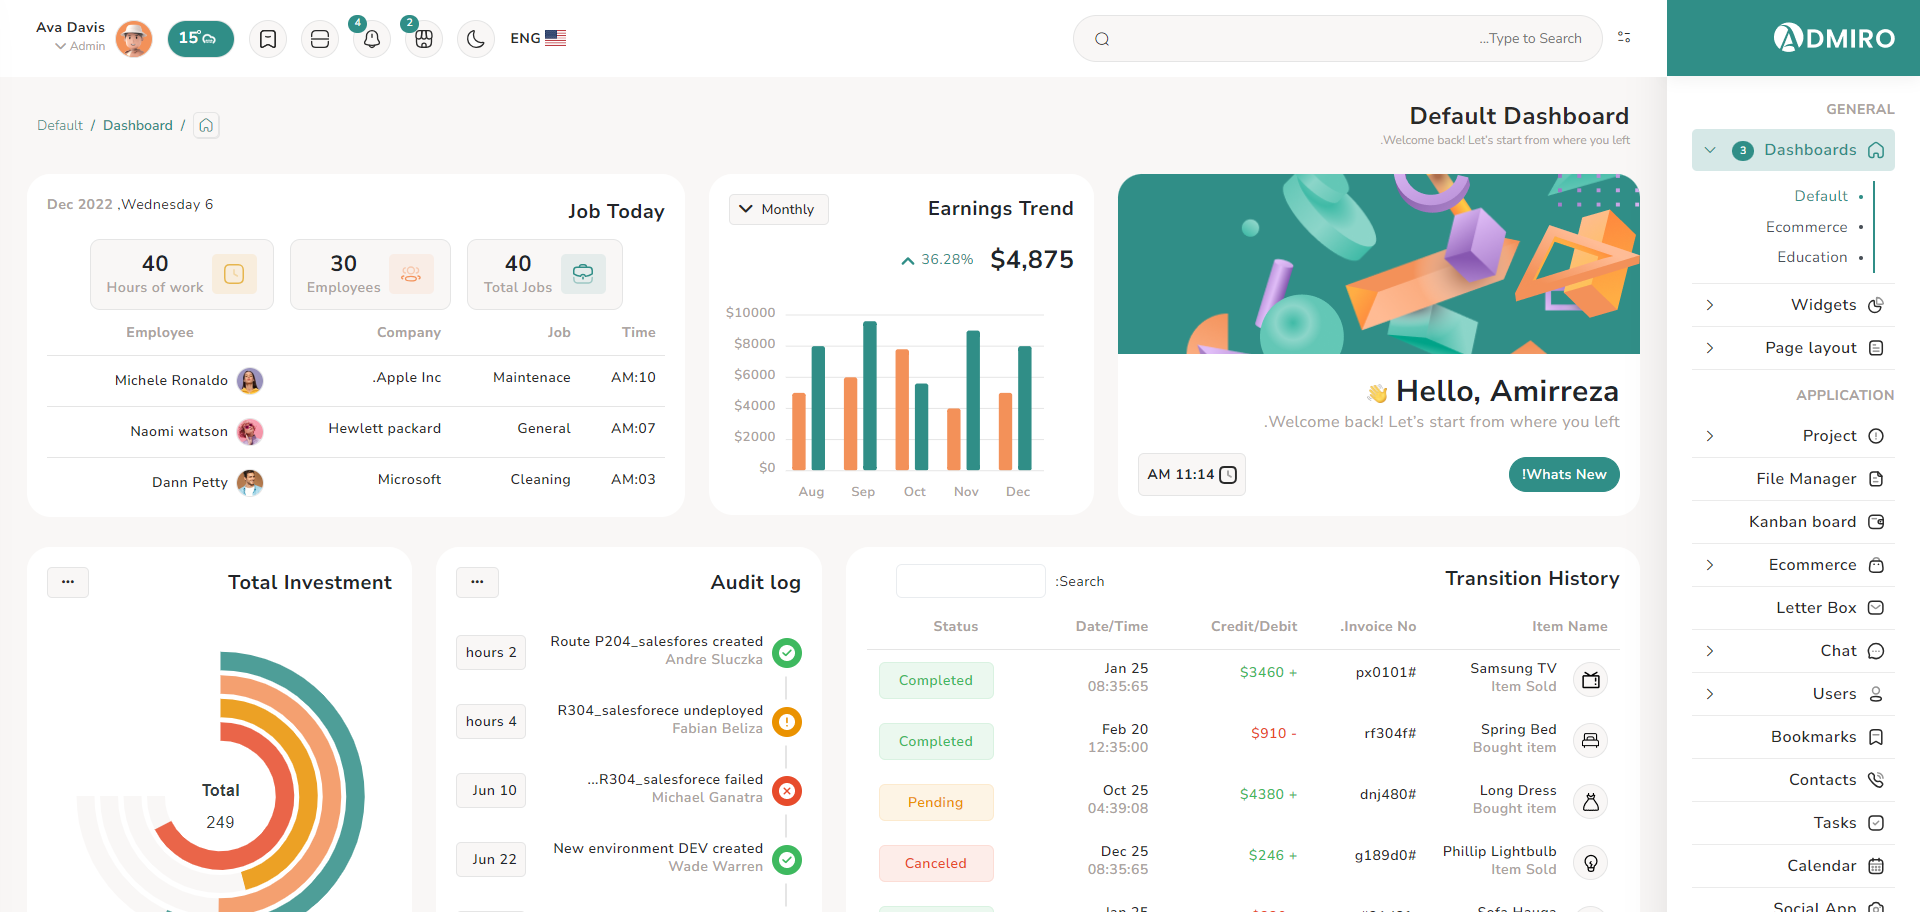 Ava Davis
Admin
15°
4
2
ENG
Type to Search...
ADMIRO
Default / Dashboard /
Default Dashboard
.Welcome back! Let's start from where you left
GENERAL
3 Dashboards
Default
Ecommerce
Education
Widgets
Page layout
APPLICATION
Project
File Manager
Kanban board
Ecommerce
Letter Box
Chat
Users
Bookmarks
Contacts
Tasks
Calendar
Social App
Dec 2022 ,Wednesday 6
Job Today
40
Hours of work
30
Employees
40
Total Jobs
Employee Company Job Time
Michele Ronaldo .Apple Inc Maintenace AM:10
Naomi watson Hewlett packard General AM:07
Dann Petty Microsoft Cleaning AM:03
Monthly
Earnings Trend
36.28% $4,875
$10000
$8000
$6000
$4000
$2000
$0
Aug Sep Oct Nov Dec
Hello, Amirreza
.Welcome back! Let's start from where you left
AM 11:14
!Whats New
...
Total Investment
Total
249
...
Audit log
hours 2
Route P204_salesfores created
Andre Sluczka
hours 4
R304_salesforece undeployed
Fabian Beliza
Jun 10
...R304_salesforece failed
Michael Ganatra
Jun 22
New environment DEV created
Wade Warren
:Search
Transition History
Status Date/Time Credit/Debit .Invoice No Item Name
Completed Jan 25 08:35:65 $3460 + px0101# Samsung TV Item Sold
Completed Feb 20 12:35:00 $910 - rf304f# Spring Bed Bought item
Pending Oct 25 04:39:08 $4380 + dnj480# Long Dress Bought item
Canceled Dec 25 08:35:65 $246 + g189d0# Phillip Lightbulb Item Sold
Jan 25